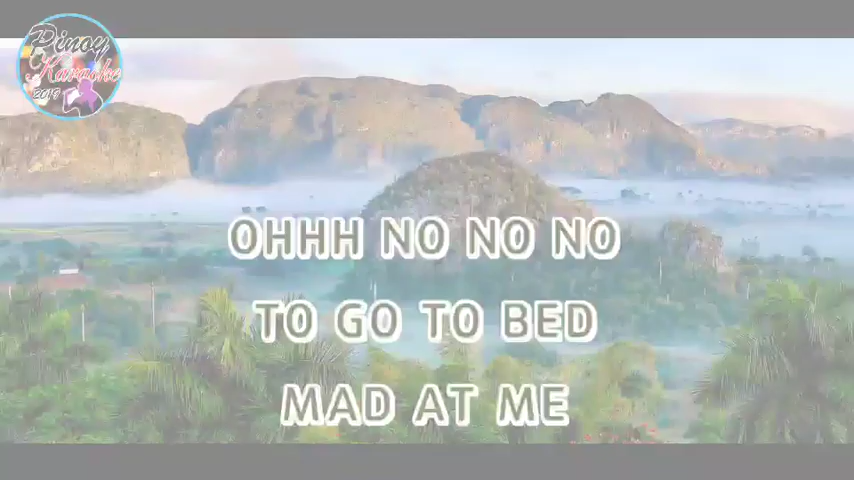 Pinoy
Karaoke
2019
OHHH NO NO NO
TO GO TO BED
MAD AT ME